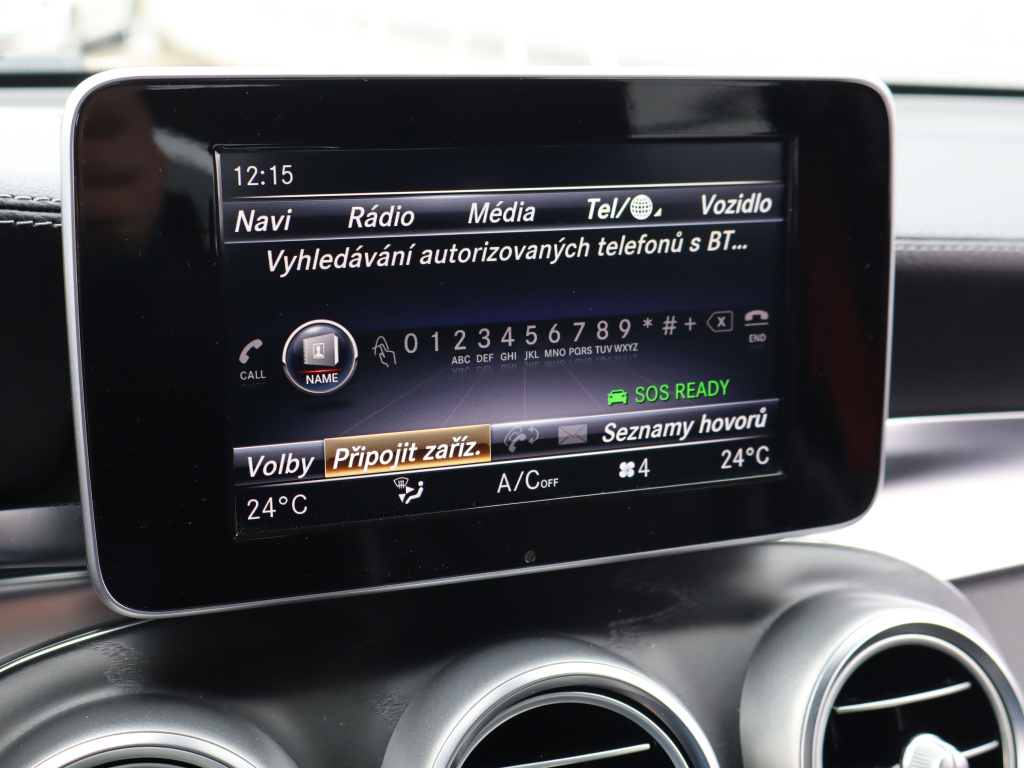 12:15
Navi Rádio Média Tel/ Vozidlo
Vyhledávání autorizovaných telefonů s BT...
0 1 2 3 4 5 6 7 8 9 * # +
ABC DEF GHI JKL MNO PQRS TUV WXYZ
CALL NAME END
SOS READY
Volby Připojit zaříz. Seznamy hovorů
24°C A/C OFF 4 24°C